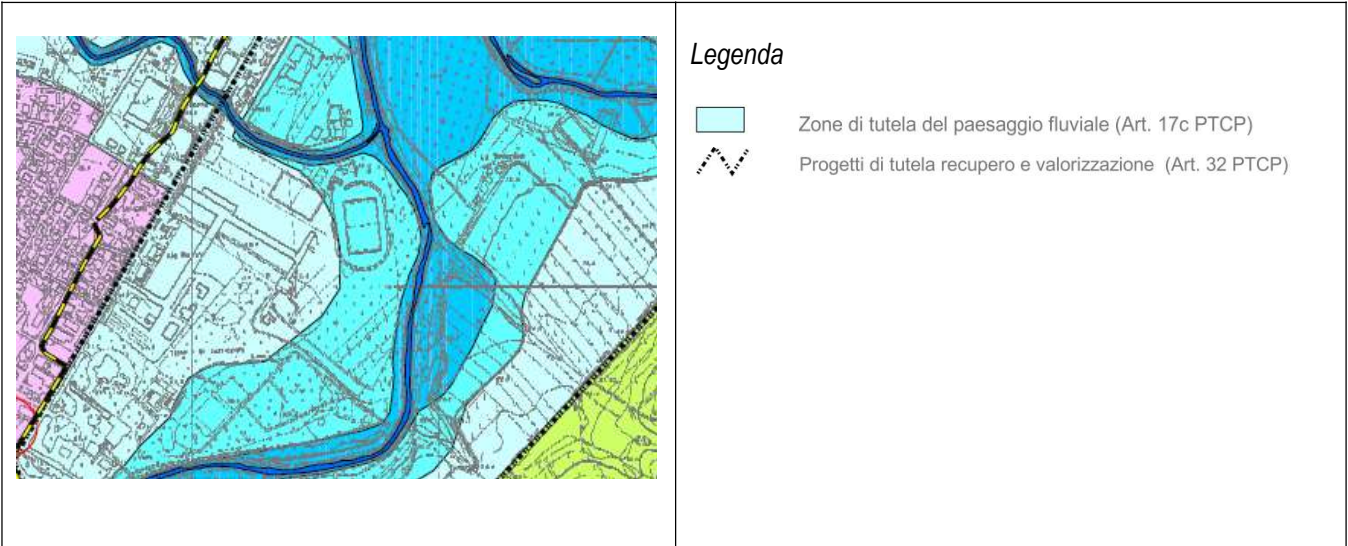 Legenda
Zone di tutela del paesaggio fluviale (Art. 17c PTCP)
Progetti di tutela recupero e valorizzazione (Art. 32 PTCP)